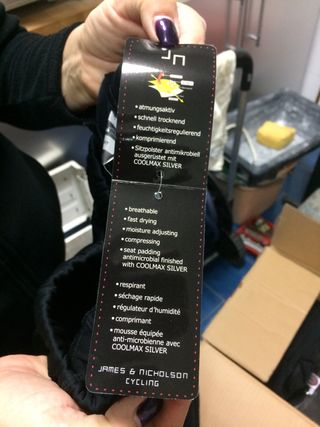 • atmungsaktiv
• schnell trocknend
• feuchtigkeitsregulierend
• komprimierend
• Sitzpolster antimikrobiell
ausgerüstet mit
COOLMAX SILVER
• breathable
• fast drying
• moisture adjusting
• compressing
• seat padding
antimicrobial finished
with COOLMAX SILVER
• respirant
• séchage rapide
• régulateur d'humidité
• comprimant
• mousse équipée
anti-microbienne avec
COOLMAX SILVER
JAMES & NICHOLSON
CYCLING